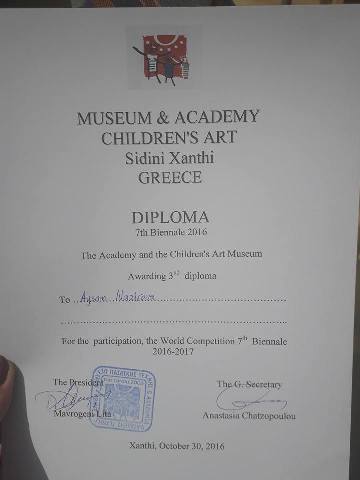 MUSEUM & ACADEMY
CHILDREN'S ART
Sidini Xanthi
GREECE
DIPLOMA
7th Biennale 2016
The Academy and the Children's Art Museum
Awarding 3rd diploma
To
For the participation, the World Competition 7th Biennale
2016-2017
The President
The G. Secretary
Mavrogeni Lita
Anastasia Chatzopoulou
Xanthi, October 30, 2016